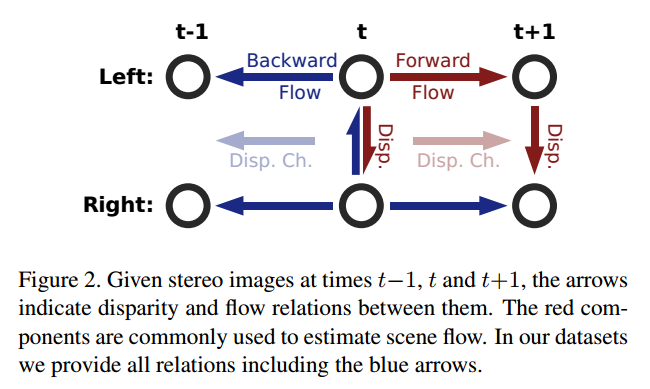 t-1 t t+1
Left: Backward Flow Forward Flow
Disp. Ch. Disp. Disp. Ch. Disp.
Right:
Figure 2. Given stereo images at times t−1, t and t+1, the arrows
indicate disparity and flow relations between them. The red com-
ponents are commonly used to estimate scene flow. In our datasets
we provide all relations including the blue arrows.